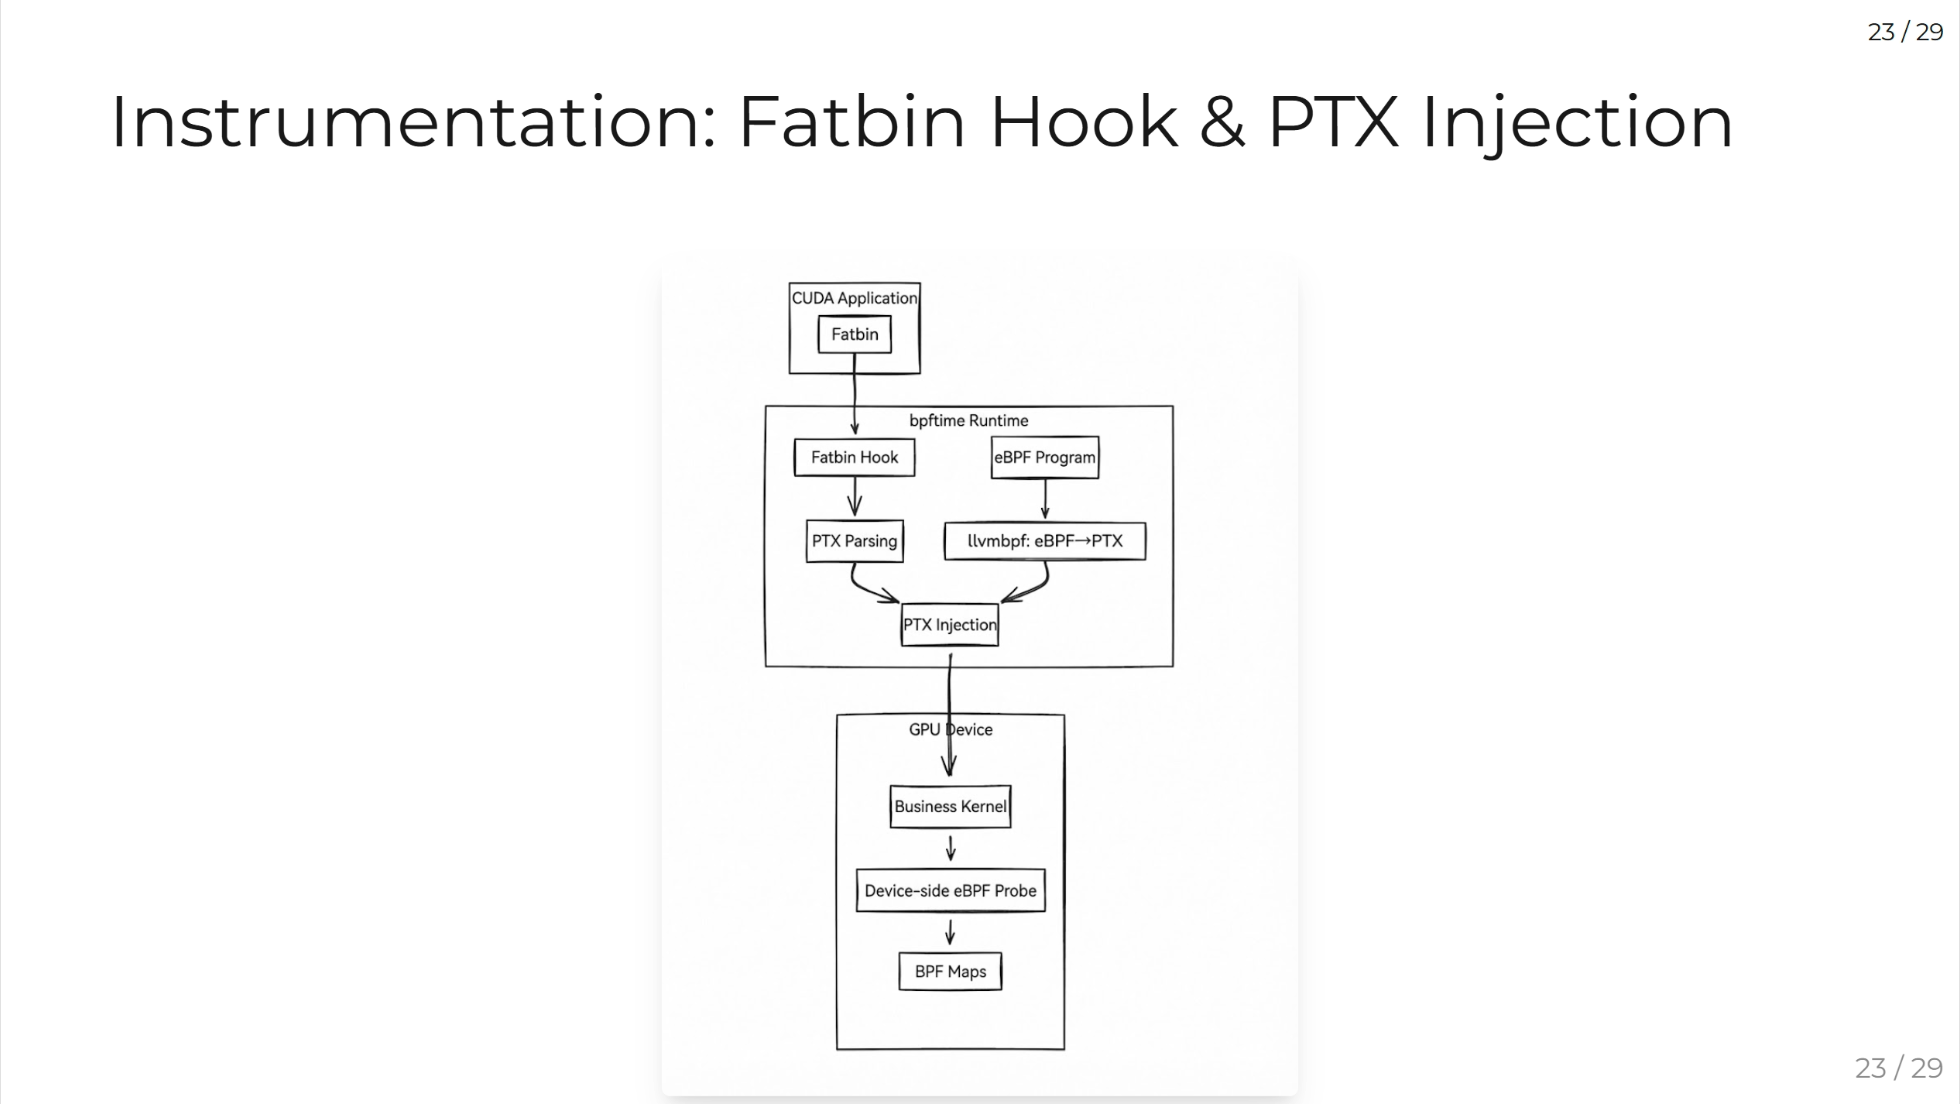 23 / 29
Instrumentation: Fatbin Hook & PTX Injection
CUDA Application
Fatbin
bpftime Runtime
Fatbin Hook
eBPF Program
PTX Parsing
llvmbpf: eBPF→PTX
PTX Injection
GPU Device
Business Kernel
Device-side eBPF Probe
BPF Maps
23 / 29